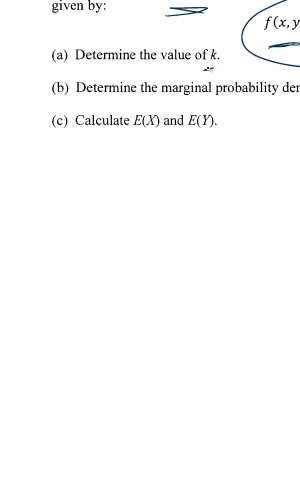 given by:
f(x, y
(a) Determine the value of k.
(b) Determine the marginal probability den
(c) Calculate E(X) and E(Y).